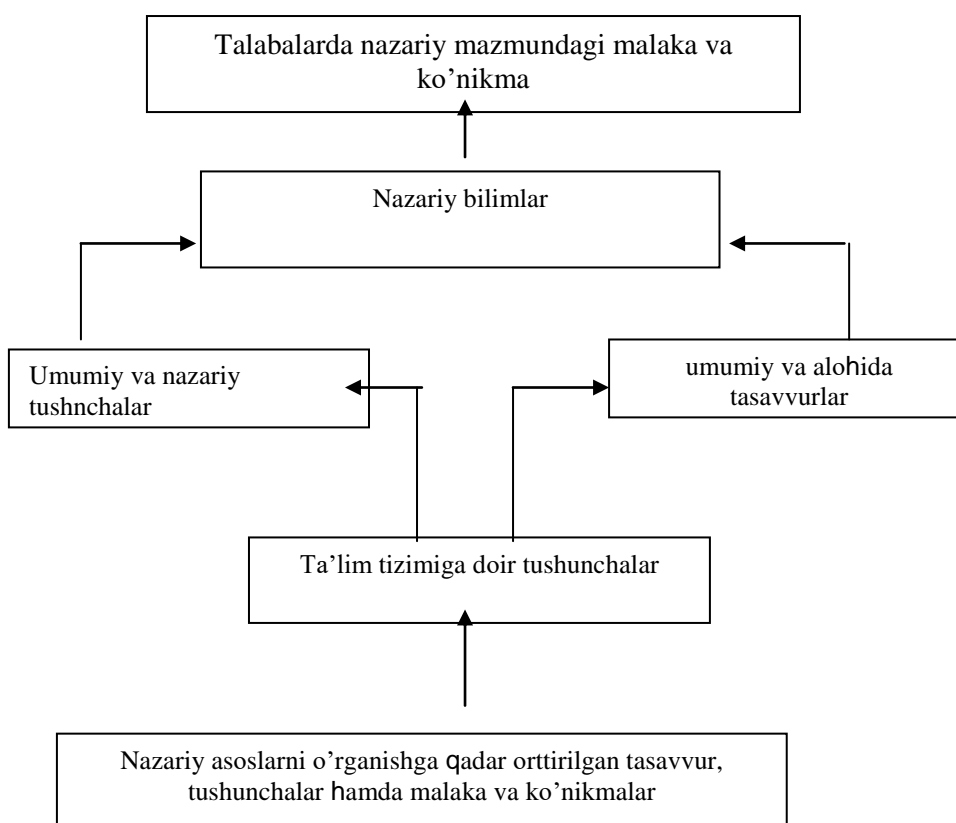 Talabalarda nazariy mazmundagi malaka va
ko’nikma
Nazariy bilimlar
Umumiy va nazariy
tushnchalar
umumiy va alohida
tasavvurlar
Ta’lim tizimiga doir tushunchalar
Nazariy asoslarni o’rganishga qadar orttirilgan tasavvur,
tushunchalar hamda malaka va ko’nikmalar